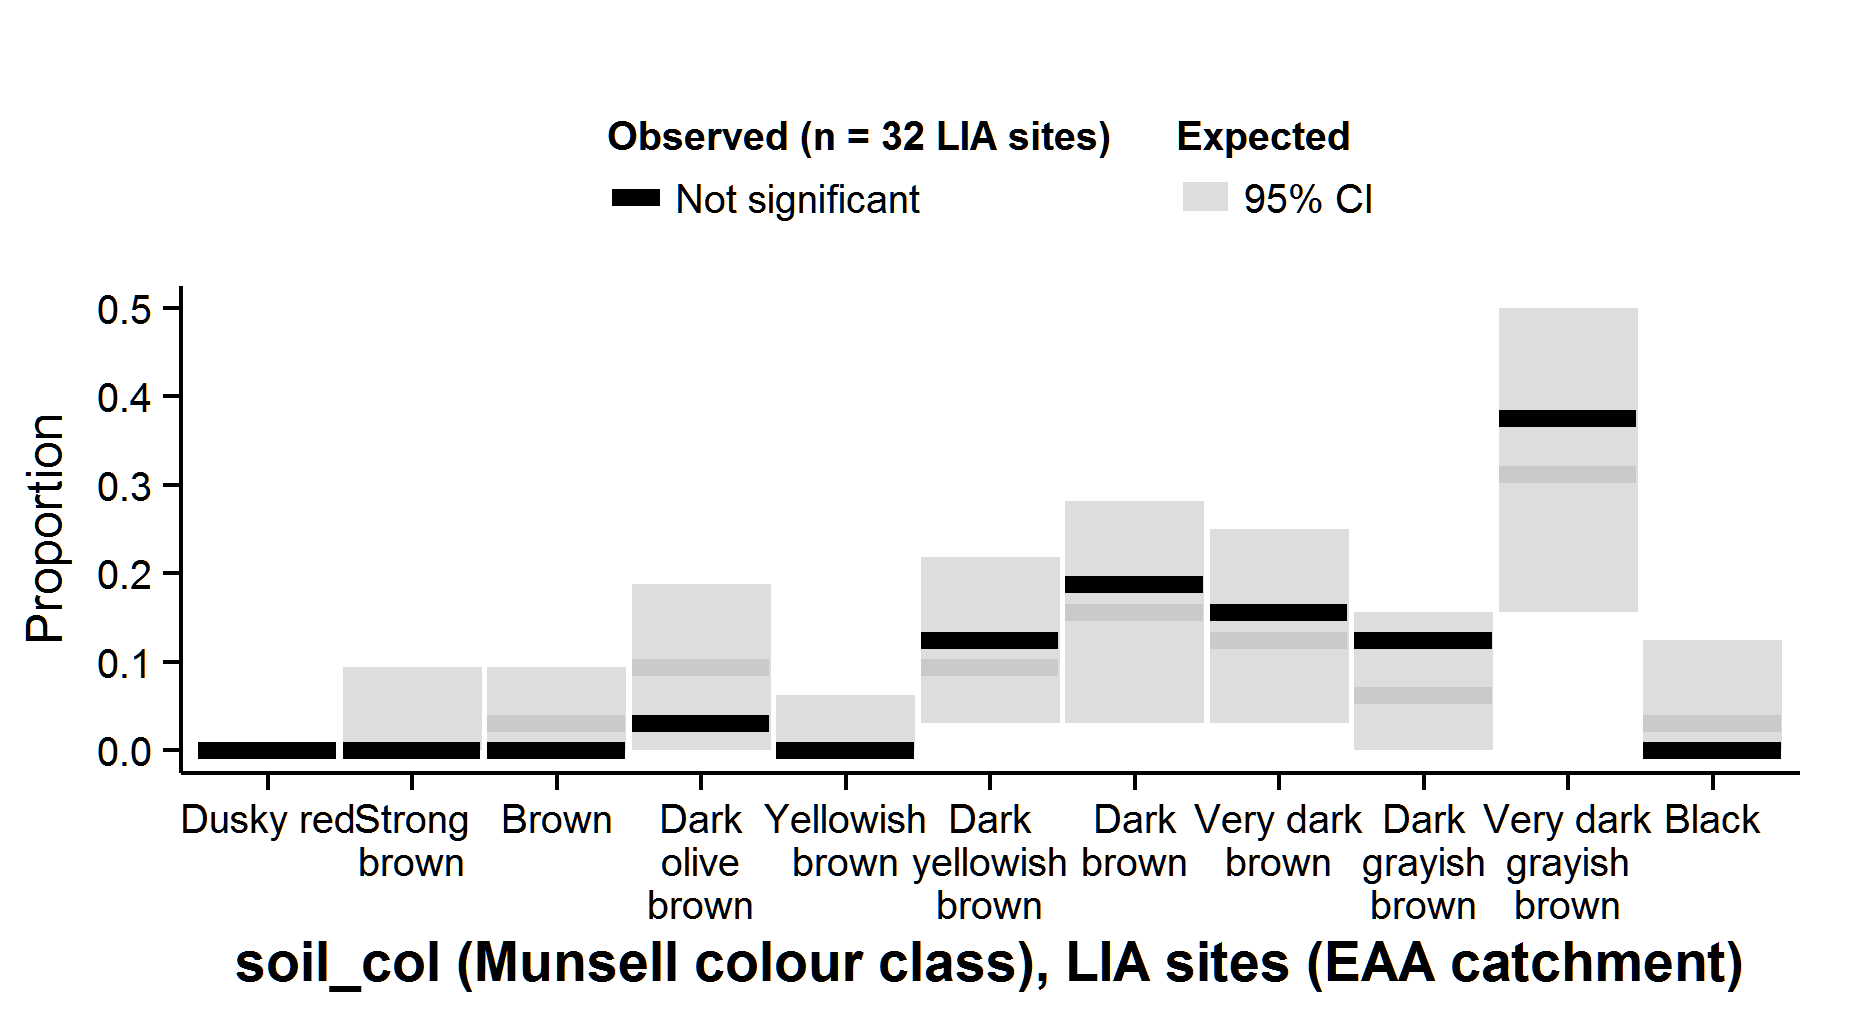 Observed (n = 32 LIA sites)
Not significant
Expected
95% CI
Proportion
0.5
0.4
0.3
0.2
0.1
0.0
Dusky red
Strong
brown
Brown
Dark
olive
brown
Yellowish
brown
Dark
yellowish
brown
Dark
brown
Very dark
brown
Dark
grayish
brown
Very dark
grayish
brown
Black
soil_col (Munsell colour class), LIA sites (EAA catchment)